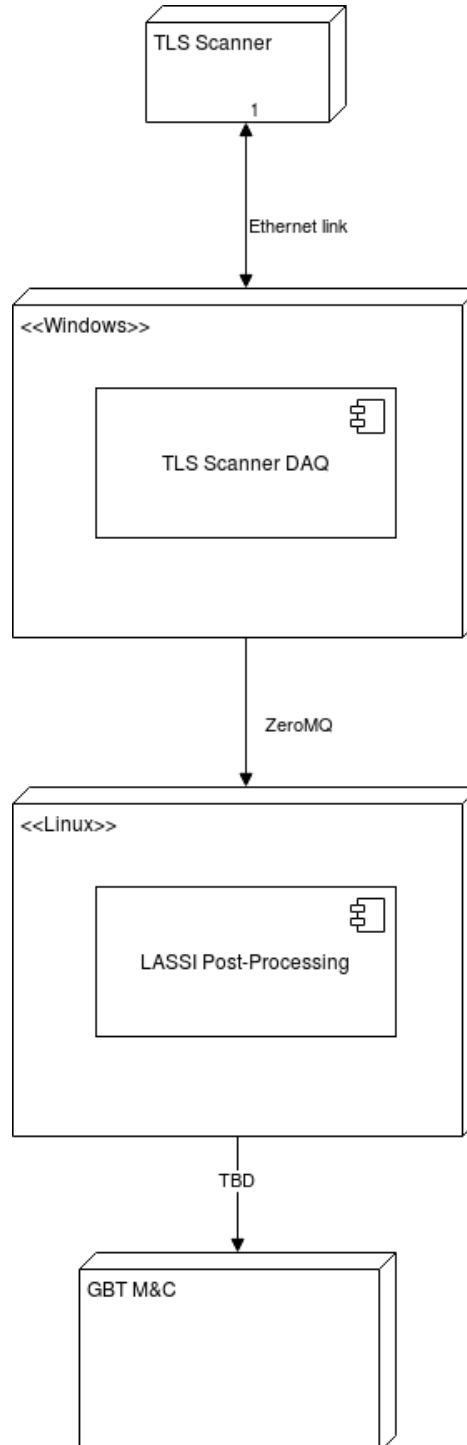 TLS Scanner
1
Ethernet link
<<Windows>>
TLS Scanner DAQ
ZeroMQ
<<Linux>>
LASSI Post-Processing
TBD
GBT M&C